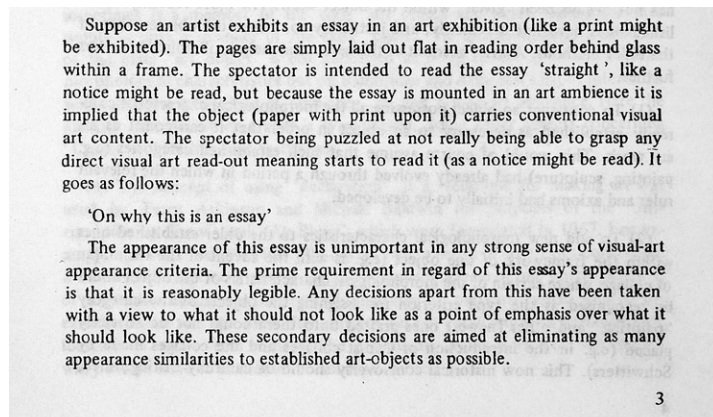 Suppose an artist exhibits an essay in an art exhibition (like a print might
be exhibited). The pages are simply laid out flat in reading order behind glass
within a frame. The spectator is intended to read the essay ‘straight’, like a
notice might be read, but because the essay is mounted in an art ambience it is
implied that the object (paper with print upon it) carries conventional visual
art content. The spectator being puzzled at not really being able to grasp any
direct visual art read-out meaning starts to read it (as a notice might be read). It
goes as follows:
‘On why this is an essay’
The appearance of this essay is unimportant in any strong sense of visual-art
appearance criteria. The prime requirement in regard of this essay’s appearance
is that it is reasonably legible. Any decisions apart from this have been taken
with a view to what it should not look like as a point of emphasis over what it
should look like. These secondary decisions are aimed at eliminating as many
appearance similarities to established art-objects as possible.
3